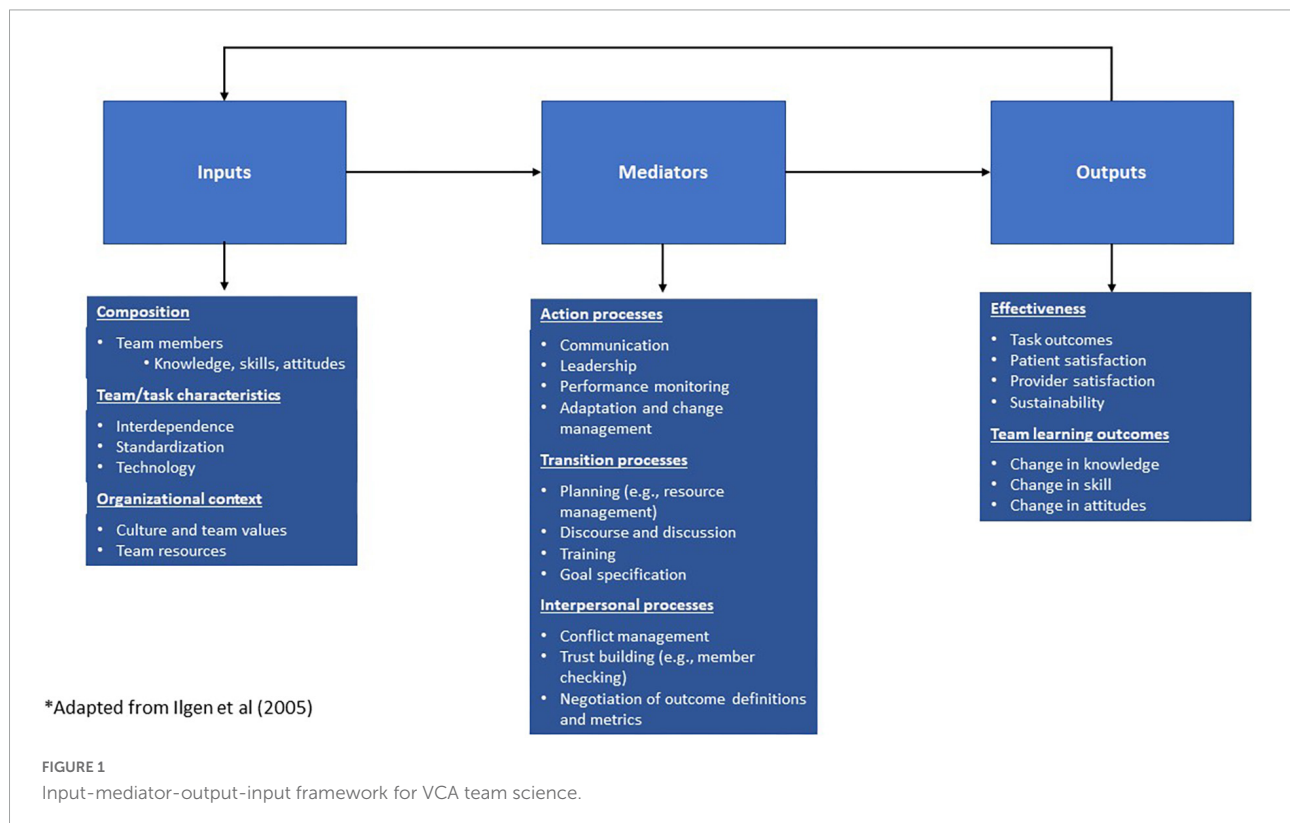 Inputs
Mediators
Outputs
Composition
• Team members
• Knowledge, skills, attitudes
Team/task characteristics
• Interdependence
• Standardization
• Technology
Organizational context
• Culture and team values
• Team resources
Action processes
• Communication
• Leadership
• Performance monitoring
• Adaptation and change
management
Transition processes
• Planning (e.g., resource
management)
• Discourse and discussion
• Training
• Goal specification
Interpersonal processes
• Conflict management
• Trust building (e.g., member
checking)
• Negotiation of outcome definitions
and metrics
Effectiveness
• Task outcomes
• Patient satisfaction
• Provider satisfaction
• Sustainability
Team learning outcomes
• Change in knowledge
• Change in skill
• Change in attitudes
*Adapted from Ilgen et al (2005)
FIGURE 1
Input-mediator-output-input framework for VCA team science.